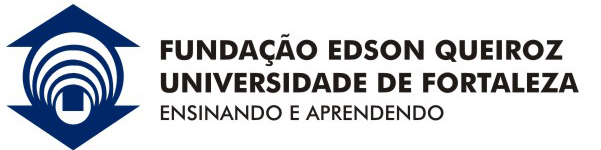 FUNDAÇÃO EDSON QUEIROZ
UNIVERSIDADE DE FORTALEZA
ENSINANDO E APRENDENDO